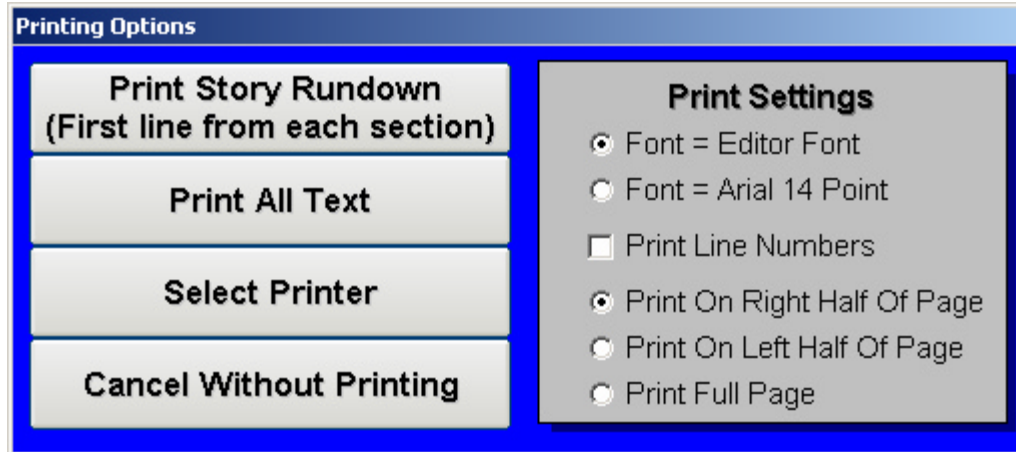 Printing Options
Print Story Rundown
(First line from each section)
Print All Text
Select Printer
Cancel Without Printing
Print Settings
Font = Editor Font
Font = Arial 14 Point
Print Line Numbers
Print On Right Half Of Page
Print On Left Half Of Page
Print Full Page